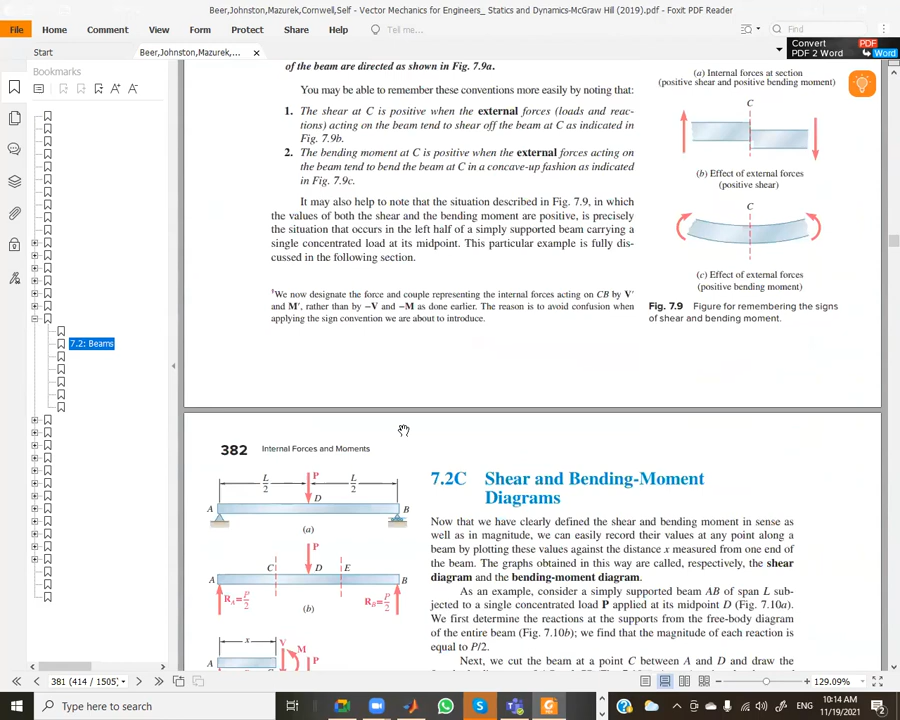 Beer,Johnston,Mazurek,Cornwell,Self - Vector Mechanics for Engineers_ Statics and Dynamics-McGraw Hill (2019).pdf - Foxit PDF Reader
File Home Comment View Form Protect Share Help Tell me... Find
Start Beer,Johnston,Mazurek,... Convert PDF
PDF 2 Word Word
Bookmarks
7.2: Beams
of the beam are directed as shown in Fig. 7.9a.
You may be able to remember these conventions more easily by noting that:
1. The shear at C is positive when the external forces (loads and reac-
tions) acting on the beam tend to shear off the beam at C as indicated in
Fig. 7.9b.
2. The bending moment at C is positive when the external forces acting on
the beam tend to bend the beam at C in a concave-up fashion as indicated
in Fig. 7.9c.
It may also help to note that the situation described in Fig. 7.9, in which
the values of both the shear and the bending moment are positive, is precisely
the situation that occurs in the left half of a simply supported beam carrying a
single concentrated load at its midpoint. This particular example is fully dis-
cussed in the following section.
†We now designate the force and couple representing the internal forces acting on CB by V′
and M′, rather than by −V and −M as done earlier. The reason is to avoid confusion when
applying the sign convention we are about to introduce.
(a) Internal forces at section
(positive shear and positive bending moment)
C
(b) Effect of external forces
(positive shear)
C
(c) Effect of external forces
(positive bending moment)
Fig. 7.9 Figure for remembering the signs
of shear and bending moment.
382 Internal Forces and Moments
L/2 P L/2
D
A B
(a)
P
C D E
A B
R_A=P/2 R_B=P/2
(b)
x V M
P
A
7.2C Shear and Bending-Moment
Diagrams
Now that we have clearly defined the shear and bending moment in sense as
well as in magnitude, we can easily record their values at any point along a
beam by plotting these values against the distance x measured from one end of
the beam. The graphs obtained in this way are called, respectively, the shear
diagram and the bending-moment diagram.
As an example, consider a simply supported beam AB of span L sub-
jected to a single concentrated load P applied at its midpoint D (Fig. 7.10a).
We first determine the reactions at the supports from the free-body diagram
of the entire beam (Fig. 7.10b); we find that the magnitude of each reaction is
equal to P/2.
Next, we cut the beam at a point C between A and D and draw the
381 (414 / 1505) 129.09%
Type here to search
10:14 AM
11/19/2021
2